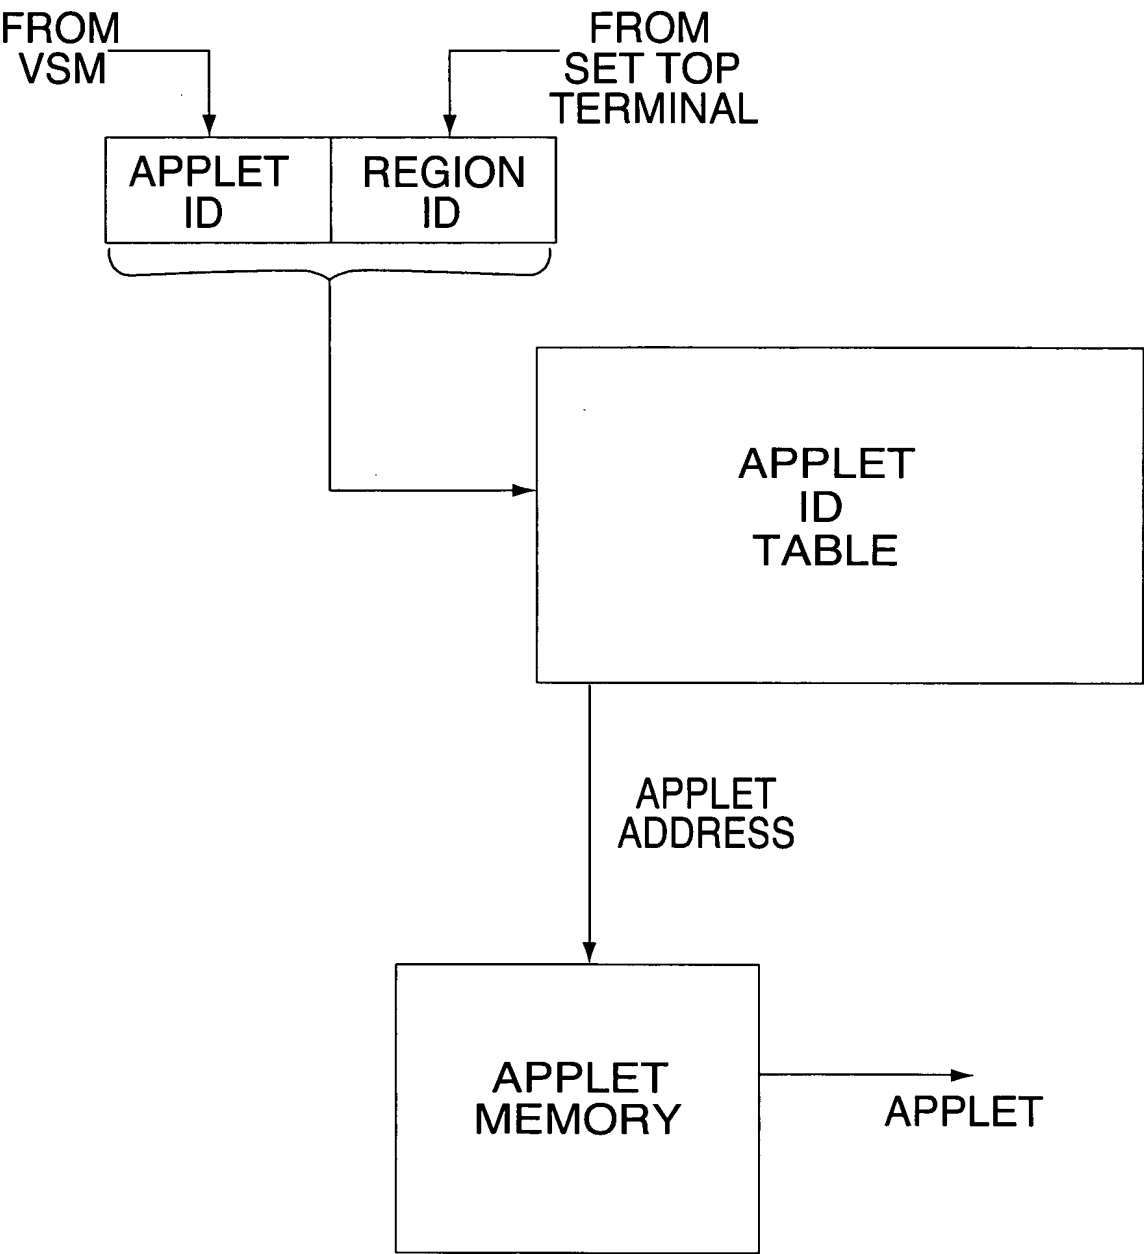 FROM
VSM
FROM
SET TOP
TERMINAL
APPLET
ID
REGION
ID
APPLET
ID
TABLE
APPLET
ADDRESS
APPLET
MEMORY
APPLET